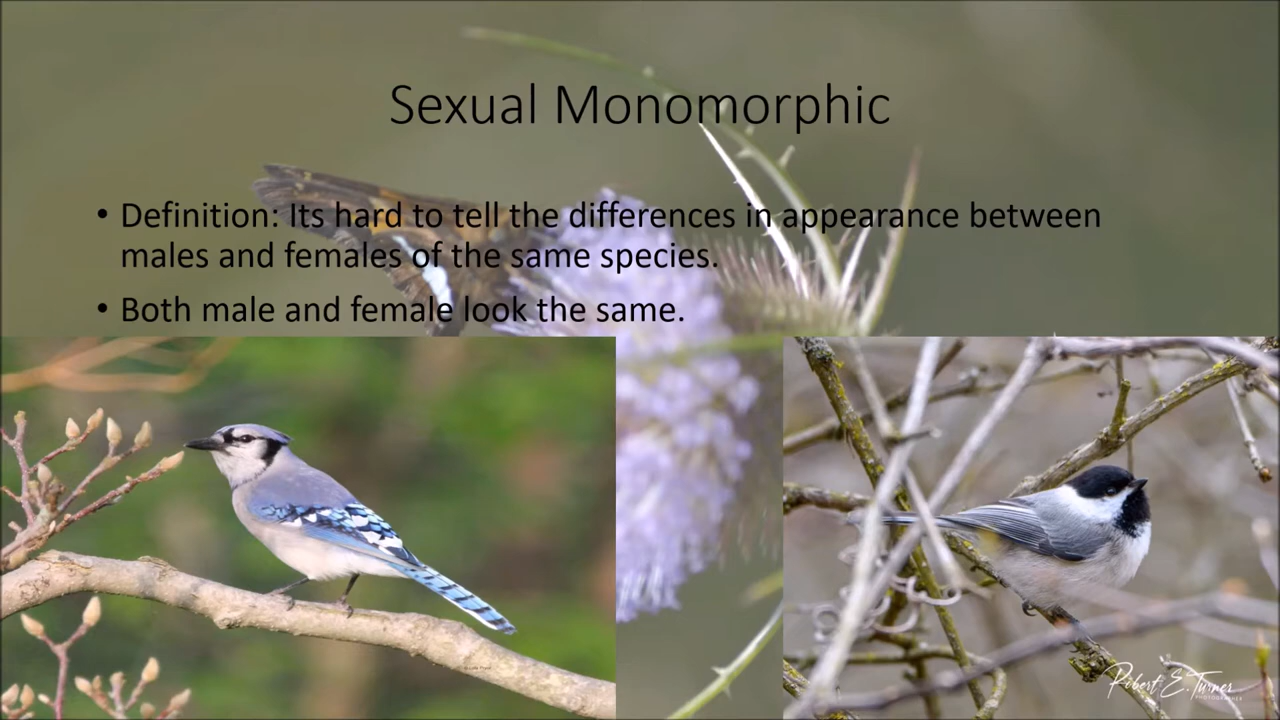 Sexual Monomorphic
• Definition: Its hard to tell the differences in appearance between
males and females of the same species.
• Both male and female look the same.
Robert E. Turner
PHOTOGRAPHER